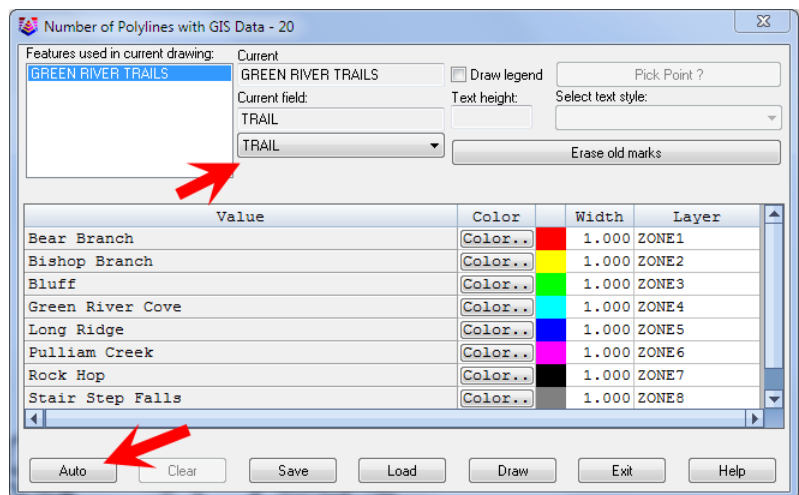 Number of Polylines with GIS Data - 20
Features used in current drawing:
GREEN RIVER TRAILS
Current
GREEN RIVER TRAILS
Current field:
TRAIL
TRAIL
Draw legend
Pick Point ?
Text height:
Select text style:
Erase old marks
Value Color Width Layer
Bear Branch Color.. 1.000 ZONE1
Bishop Branch Color.. 1.000 ZONE2
Bluff Color.. 1.000 ZONE3
Green River Cove Color.. 1.000 ZONE4
Long Ridge Color.. 1.000 ZONE5
Pulliam Creek Color.. 1.000 ZONE6
Rock Hop Color.. 1.000 ZONE7
Stair Step Falls Color.. 1.000 ZONE8
Auto Clear Save Load Draw Exit Help